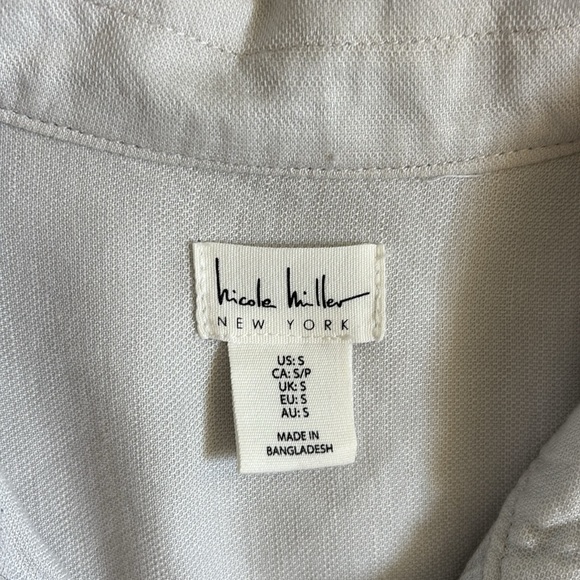 nicole miller
NEW YORK
US: S
CA: S/P
UK: S
EU: S
AU: S
MADE IN
BANGLADESH